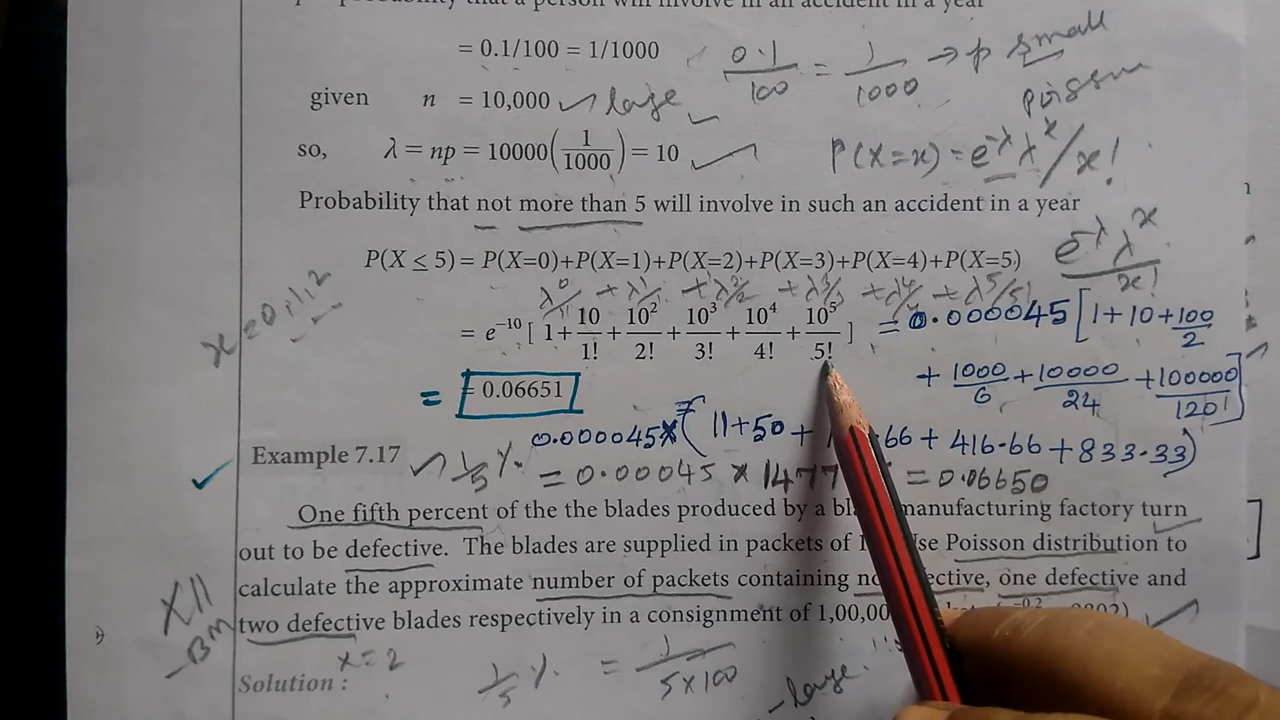 probability that a person will involve in an accident in a year
= 0.1/100 = 1/1000
0.1/100 = 1/1000 → p small
given n = 10,000 ✓ large
poisson
so, λ = np = 10000(1/1000) = 10
P(X=x) = e^-λ λ^x / x!
Probability that not more than 5 will involve in such an accident in a year
e^-λ λ^x / x!
P(X ≤ 5) = P(X=0)+P(X=1)+P(X=2)+P(X=3)+P(X=4)+P(X=5)
x = 0,1,2
= e^-10 [ 1 + 10/1! + 10^2/2! + 10^3/3! + 10^4/4! + 10^5/5! ] = 0.000045 [1 + 10 + 100/2
+ 1000/6 + 10000/24 + 100000/120]
= = 0.06651
0.000045 × (11+50+ .66 + 416.66 + 833.33)
Example 7.17 1/5 %
= 0.00045 × 1477 = 0.06650
One fifth percent of the the blades produced by a manufacturing factory turn
out to be defective. The blades are supplied in packets of Poisson distribution to
calculate the approximate number of packets containing one defective and
two defective blades respectively in a consignment of
XII
-BM
x=2
Solution : 1/5 % = 1/5×100
- large